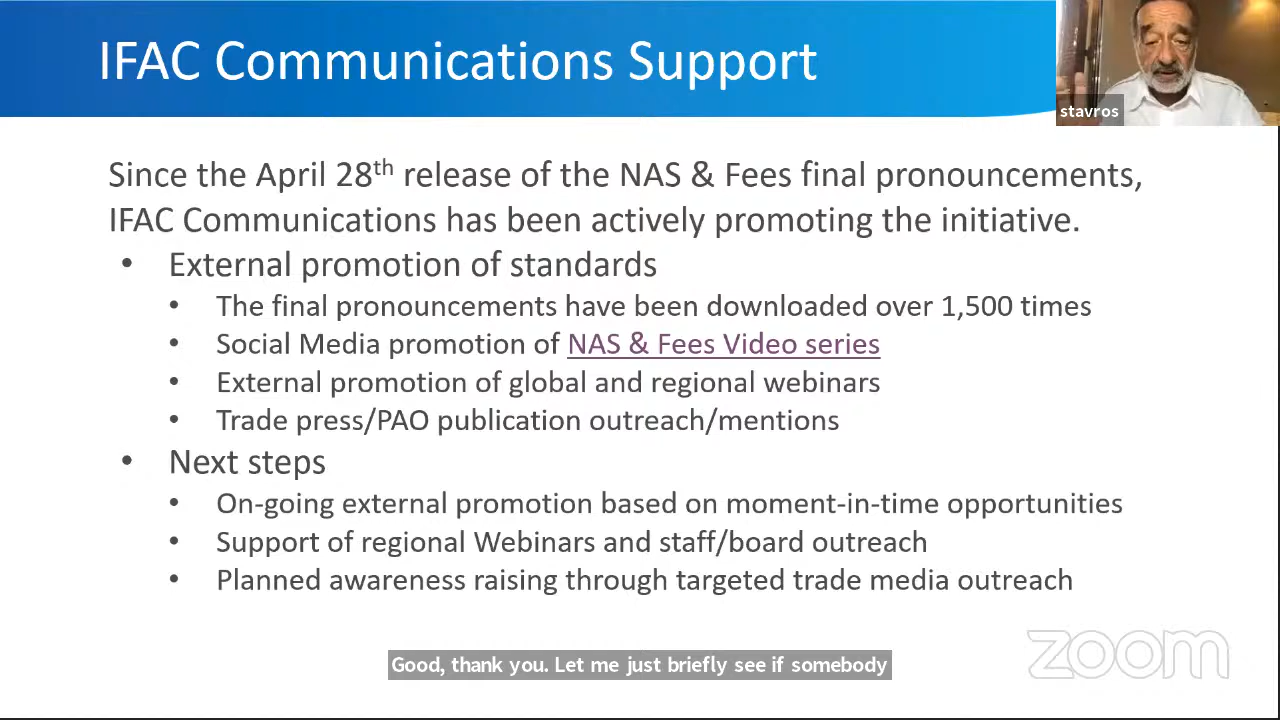 IFAC Communications Support
stavros
Since the April 28th release of the NAS & Fees final pronouncements,
IFAC Communications has been actively promoting the initiative.
• External promotion of standards
• The final pronouncements have been downloaded over 1,500 times
• Social Media promotion of NAS & Fees Video series
• External promotion of global and regional webinars
• Trade press/PAO publication outreach/mentions
• Next steps
• On-going external promotion based on moment-in-time opportunities
• Support of regional Webinars and staff/board outreach
• Planned awareness raising through targeted trade media outreach
zoom
Good, thank you. Let me just briefly see if somebody